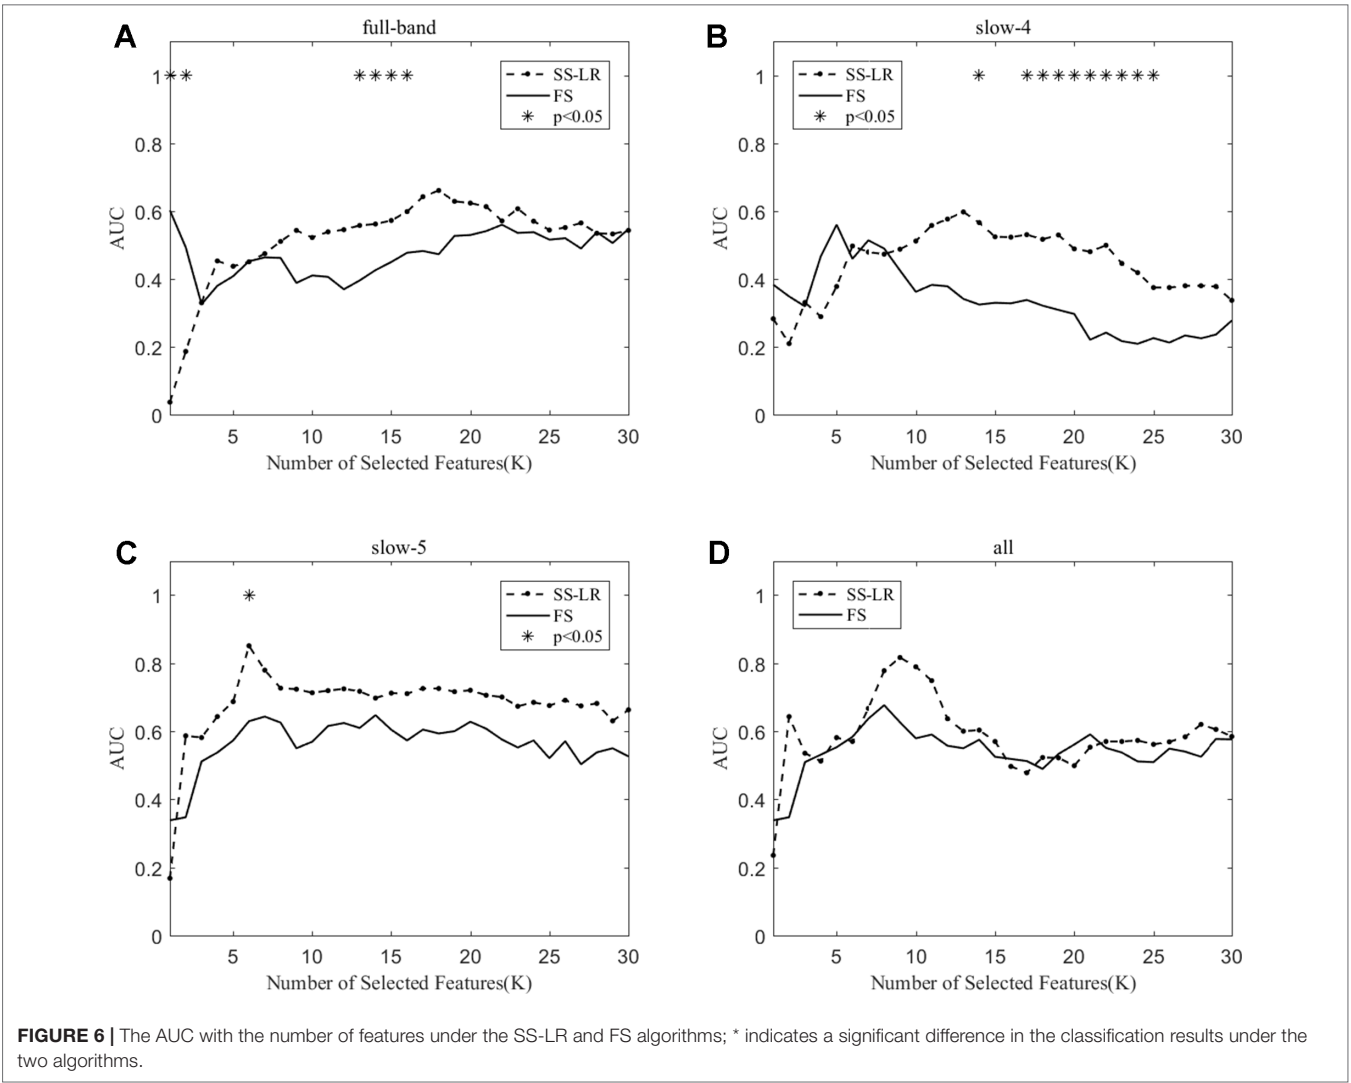 A
full-band
AUC
1
0.8
0.6
0.4
0.2
0
SS-LR
FS
p<0.05
5 10 15 20 25 30
Number of Selected Features(K)
B
slow-4
AUC
1
0.8
0.6
0.4
0.2
0
SS-LR
FS
p<0.05
5 10 15 20 25 30
Number of Selected Features(K)
C
slow-5
AUC
1
0.8
0.6
0.4
0.2
0
SS-LR
FS
p<0.05
5 10 15 20 25 30
Number of Selected Features(K)
D
all
AUC
1
0.8
0.6
0.4
0.2
0
SS-LR
FS
5 10 15 20 25 30
Number of Selected Features(K)
FIGURE 6 | The AUC with the number of features under the SS-LR and FS algorithms; * indicates a significant difference in the classification results under the
two algorithms.